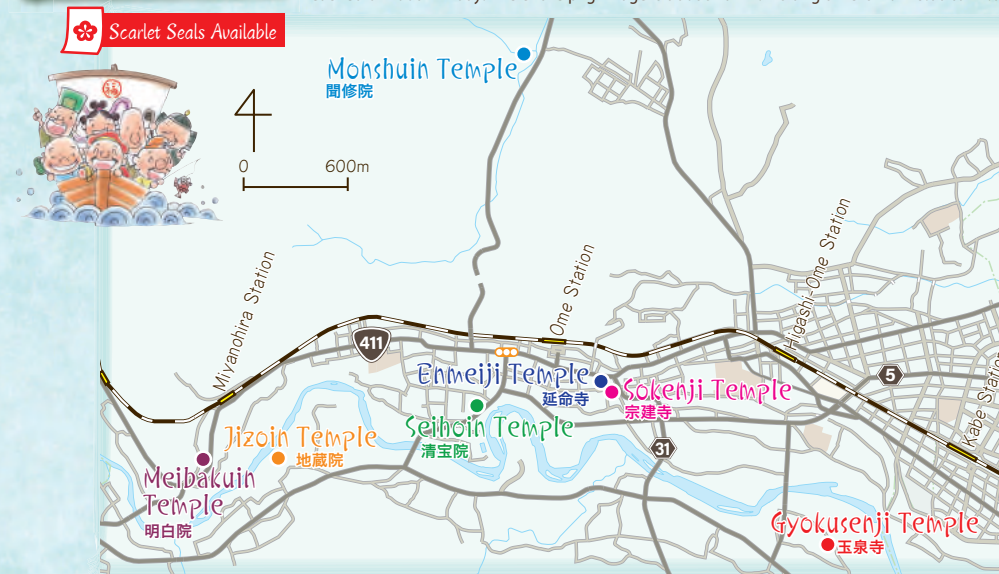 Scarlet Seals Available
福
Monshuin Temple
聞修院
4
0 600m
Miyanohira Station
Ome Station
Higashi-Ome Station
411
5
Enmeiji Temple
延命寺
Sokenji Temple
宗建寺
Seihoin Temple
清宝院
Jizoin Temple
地蔵院
31
Meibakuin
Temple
明白院
Gyokusenji Temple
玉泉寺